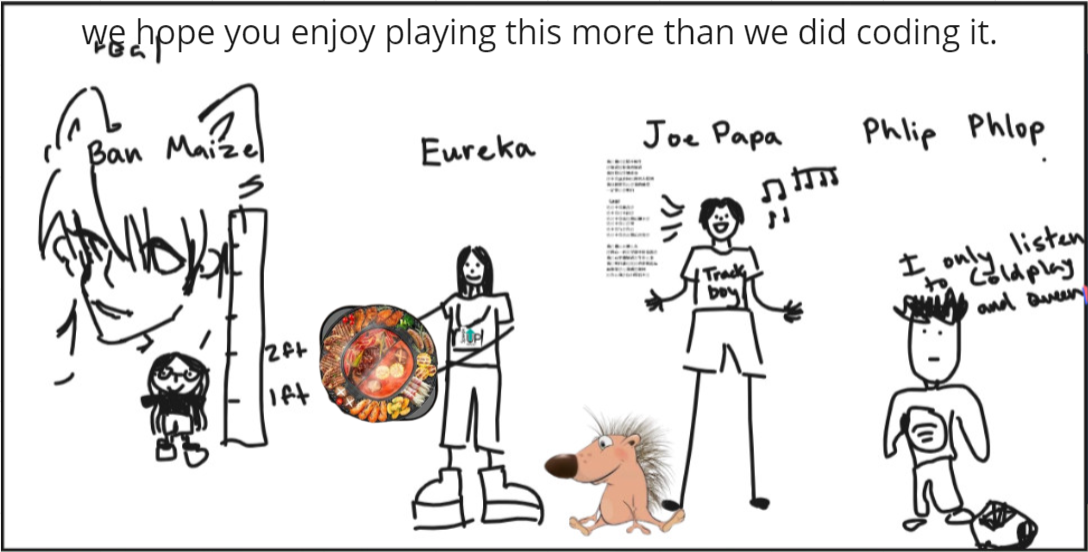 we hope you enjoy playing this more than we did coding it.
real
Ban Maize
Eureka
Joe Papa
Phlip Phlop
5
2ft
1ft
Track
boy
I only listen
to Coldplay
and Queen